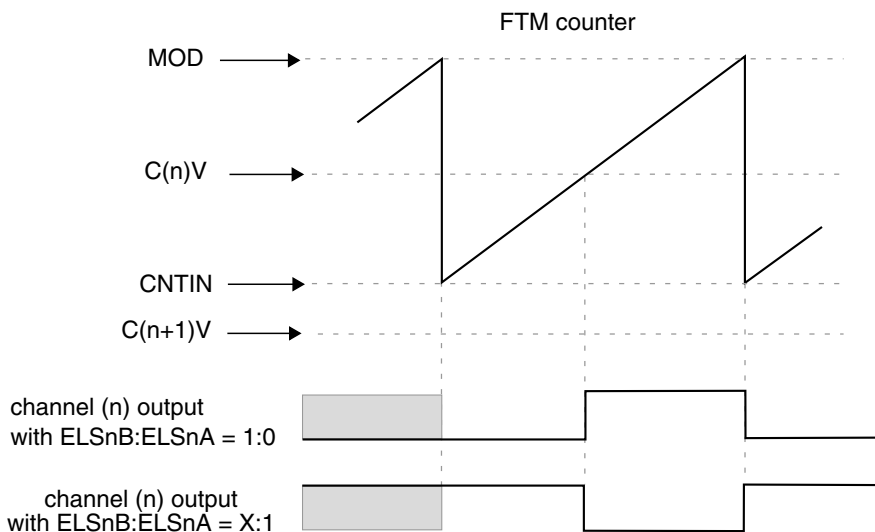 FTM counter
MOD
C(n)V
CNTIN
C(n+1)V
channel (n) output
with ELSnB:ELSnA = 1:0
channel (n) output
with ELSnB:ELSnA = X:1